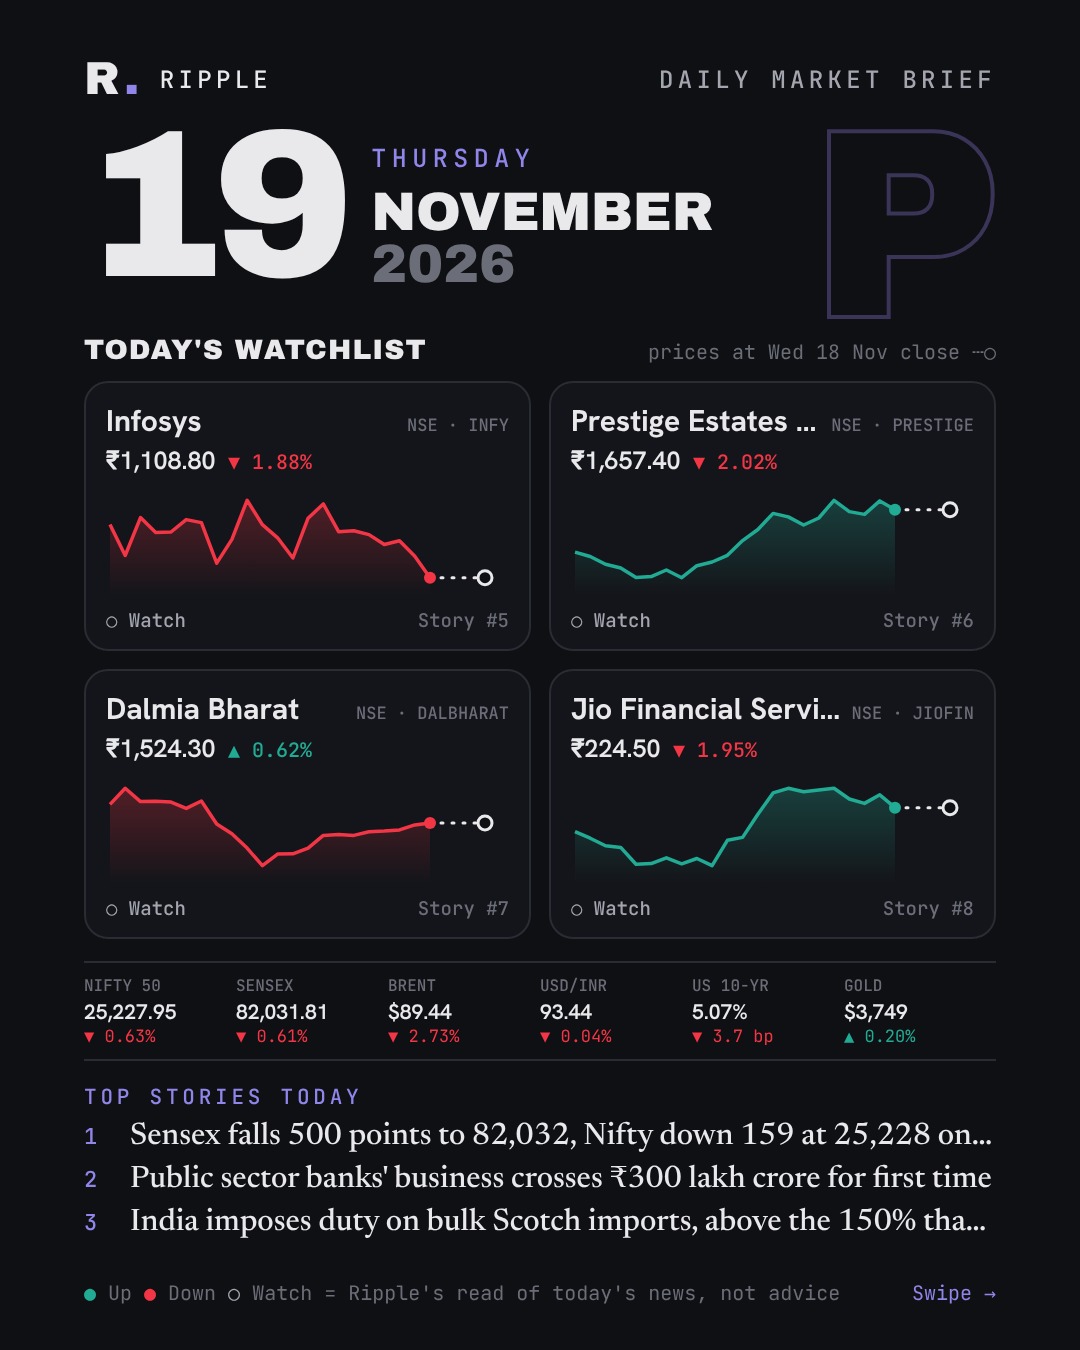 R. RIPPLE
DAILY MARKET BRIEF
19
THURSDAY
NOVEMBER
2026
P
TODAY'S WATCHLIST
prices at Wed 18 Nov close
Infosys NSE · INFY
₹1,108.80 ▼ 1.88%
○ Watch Story #5
Prestige Estates ... NSE · PRESTIGE
₹1,657.40 ▼ 2.02%
○ Watch Story #6
Dalmia Bharat NSE · DALBHARAT
₹1,524.30 ▲ 0.62%
○ Watch Story #7
Jio Financial Servi... NSE · JIOFIN
₹224.50 ▼ 1.95%
○ Watch Story #8
NIFTY 50 SENSEX BRENT USD/INR US 10-YR GOLD
25,227.95 82,031.81 $89.44 93.44 5.07% $3,749
▼ 0.63% ▼ 0.61% ▼ 2.73% ▼ 0.04% ▼ 3.7 bp ▲ 0.20%
TOP STORIES TODAY
1 Sensex falls 500 points to 82,032, Nifty down 159 at 25,228 on...
2 Public sector banks' business crosses ₹300 lakh crore for first time
3 India imposes duty on bulk Scotch imports, above the 150% tha...
● Up ● Down ○ Watch = Ripple's read of today's news, not advice
Swipe →